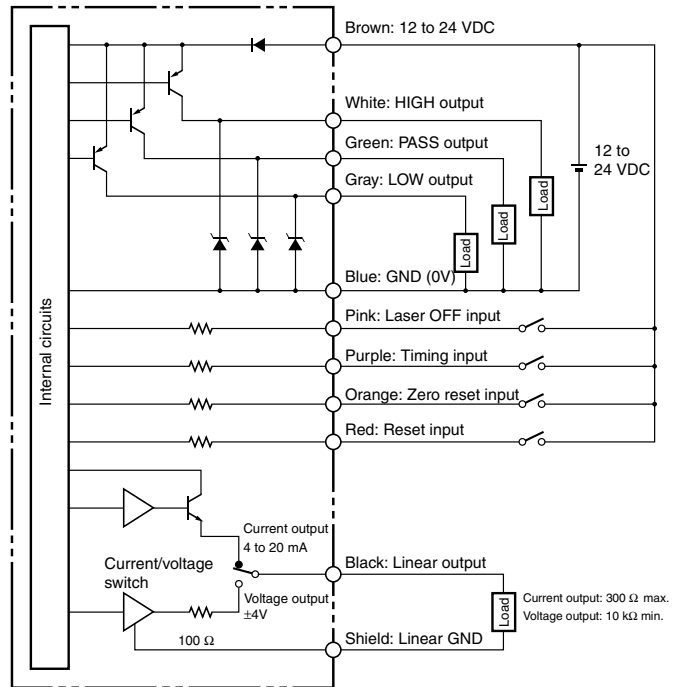 Brown: 12 to 24 VDC
White: HIGH output
Green: PASS output
Gray: LOW output
12 to
24 VDC
Load
Load
Load
Blue: GND (0V)
Internal circuits
Pink: Laser OFF input
Purple: Timing input
Orange: Zero reset input
Red: Reset input
Current output
4 to 20 mA
Current/voltage
switch
Black: Linear output
Voltage output
±4V
Load
Current output: 300 Ω max.
Voltage output: 10 kΩ min.
100 Ω
Shield: Linear GND